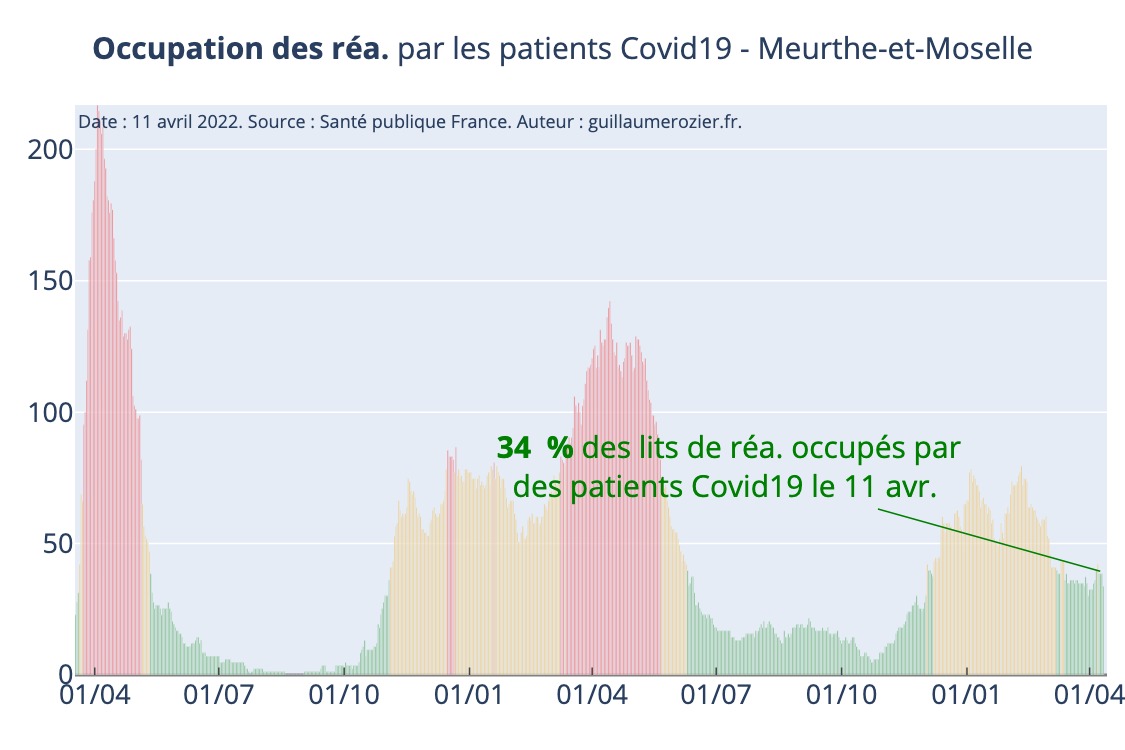 Occupation des réa. par les patients Covid19 - Meurthe-et-Moselle
Date : 11 avril 2022. Source : Santé publique France. Auteur : guillaumerozier.fr.
200
150
100
50
0
34 % des lits de réa. occupés par
des patients Covid19 le 11 avr.
01/04 01/07 01/10 01/01 01/04 01/07 01/10 01/01 01/04